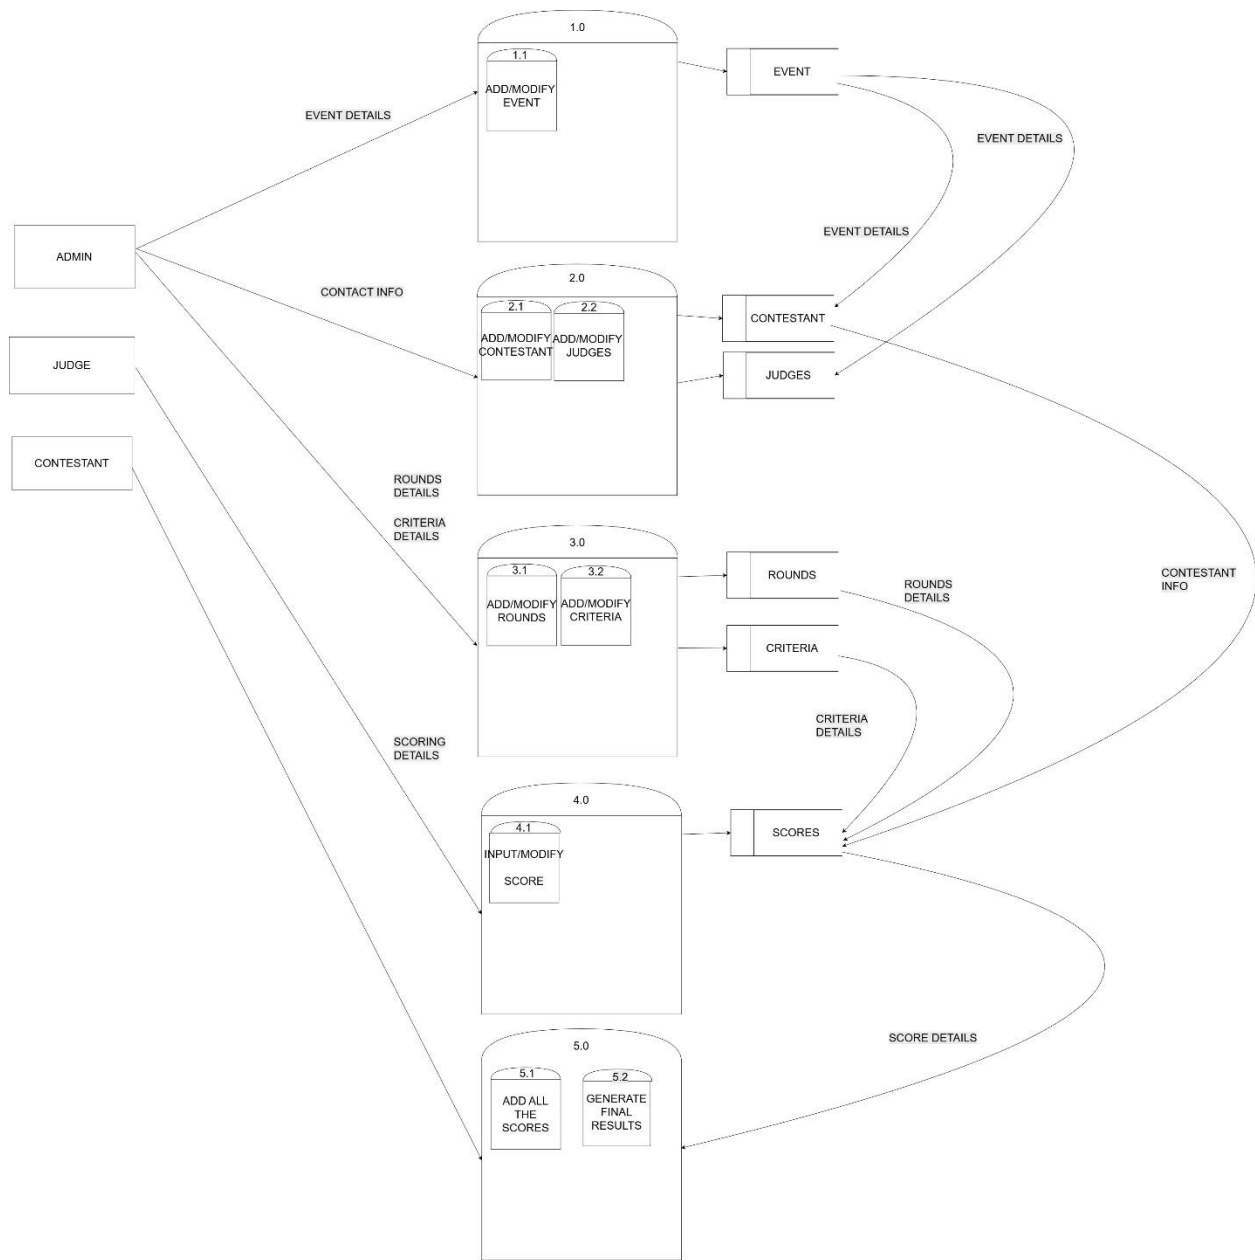 1.0
1.1
ADD/MODIFY
EVENT
EVENT
EVENT DETAILS
EVENT DETAILS
EVENT DETAILS
ADMIN
CONTACT INFO
2.0
2.1
ADD/MODIFY
CONTESTANT
2.2
ADD/MODIFY
JUDGES
CONTESTANT
JUDGES
JUDGE
CONTESTANT
ROUNDS
DETAILS
CRITERIA
DETAILS
3.0
3.1
ADD/MODIFY
ROUNDS
3.2
ADD/MODIFY
CRITERIA
ROUNDS
CRITERIA
ROUNDS
DETAILS
CONTESTANT
INFO
CRITERIA
DETAILS
SCORING
DETAILS
4.0
4.1
INPUT/MODIFY
SCORE
SCORES
SCORE DETAILS
5.0
5.1
ADD ALL
THE
SCORES
5.2
GENERATE
FINAL
RESULTS